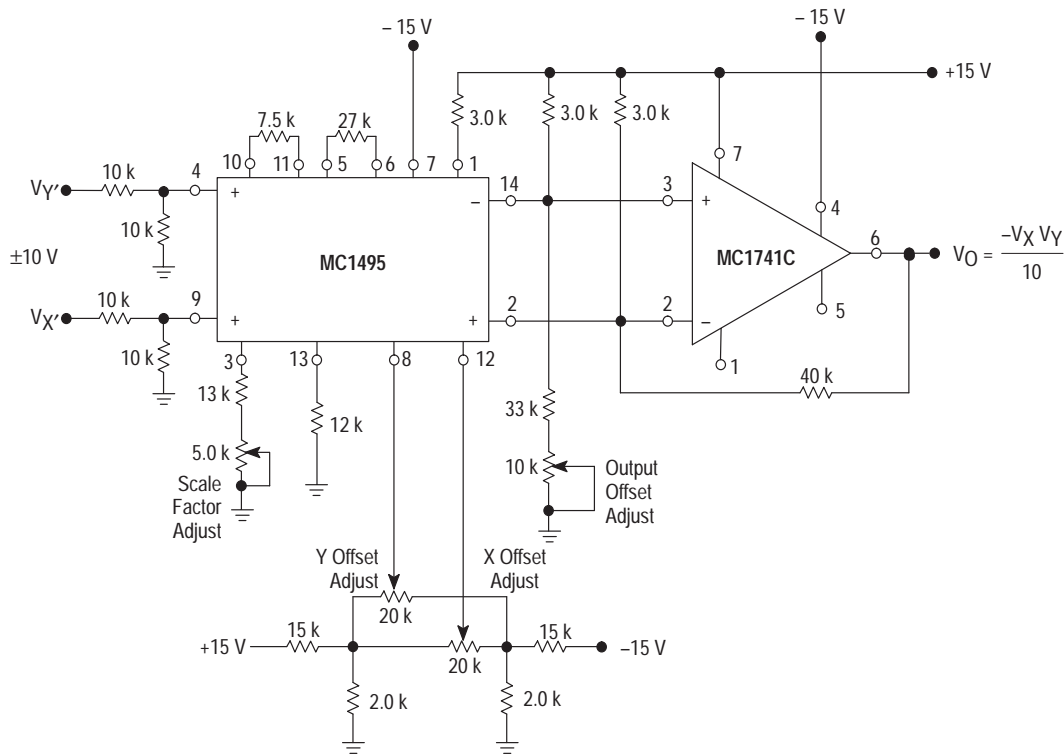 – 15 V
– 15 V
+15 V
3.0 k
3.0 k
3.0 k
7.5 k
27 k
10
11
5
6
7
1
7
4
VY'
10 k
4
+
–
14
3
+
10 k
MC1495
MC1741C
6
VO = –VX VY
10
±10 V
VX'
10 k
9
+
+
2
2
–
5
10 k
3
13
8
12
1
40 k
13 k
12 k
33 k
5.0 k
10 k
Scale
Factor
Adjust
Output
Offset
Adjust
Y Offset
Adjust
X Offset
Adjust
20 k
+15 V
15 k
20 k
15 k
–15 V
2.0 k
2.0 k